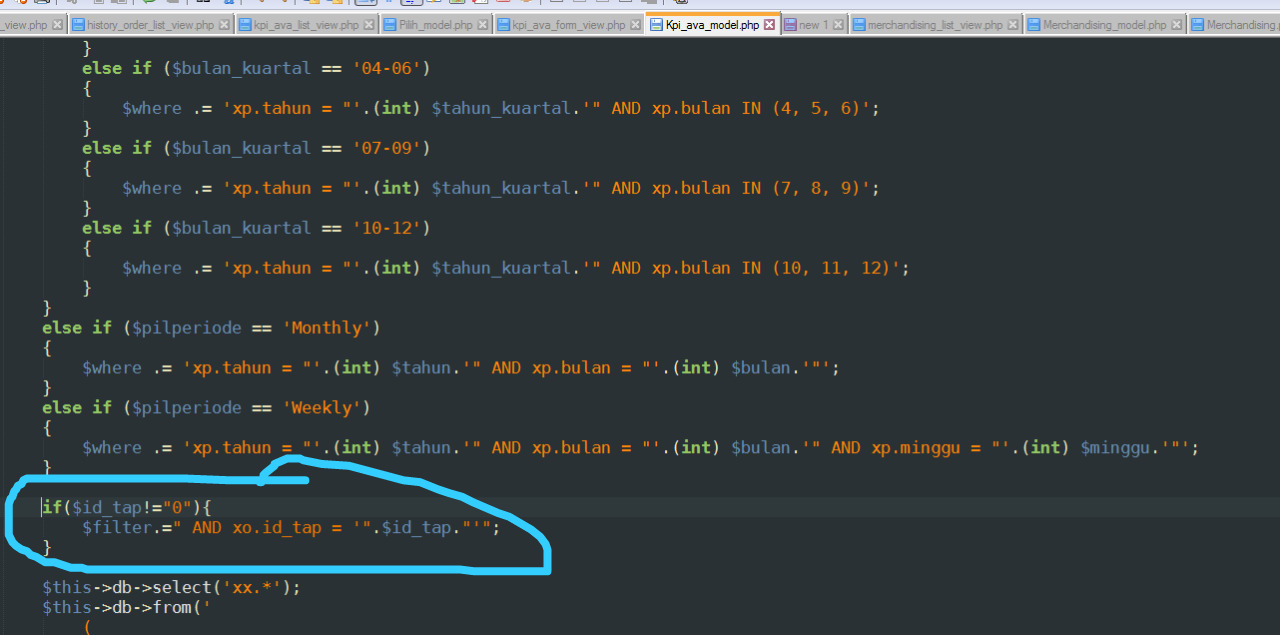 _view.php history_order_list_view.php kpi_ava_list_view.php Pilih_model.php kpi_ava_form_view.php Kpi_ava_model.php new 1 merchandising_list_view.php Merchandising_model.php Merchandising.
}
else if ($bulan_kuartal == '04-06')
{
$where .= 'xp.tahun = "'.(int) $tahun_kuartal.'" AND xp.bulan IN (4, 5, 6)';
}
else if ($bulan_kuartal == '07-09')
{
$where .= 'xp.tahun = "'.(int) $tahun_kuartal.'" AND xp.bulan IN (7, 8, 9)';
}
else if ($bulan_kuartal == '10-12')
{
$where .= 'xp.tahun = "'.(int) $tahun_kuartal.'" AND xp.bulan IN (10, 11, 12)';
}
}
else if ($pilperiode == 'Monthly')
{
$where .= 'xp.tahun = "'.(int) $tahun.'" AND xp.bulan = "'.(int) $bulan.'"';
}
else if ($pilperiode == 'Weekly')
{
$where .= 'xp.tahun = "'.(int) $tahun.'" AND xp.bulan = "'.(int) $bulan.'" AND xp.minggu = "'.(int) $minggu.'"';
}
if($id_tap!="0"){
$filter.=" AND xo.id_tap = '".$id_tap."'";
}
$this->db->select('xx.*');
$this->db->from('
(